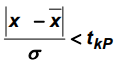 |x − x̅| / σ < t_kP